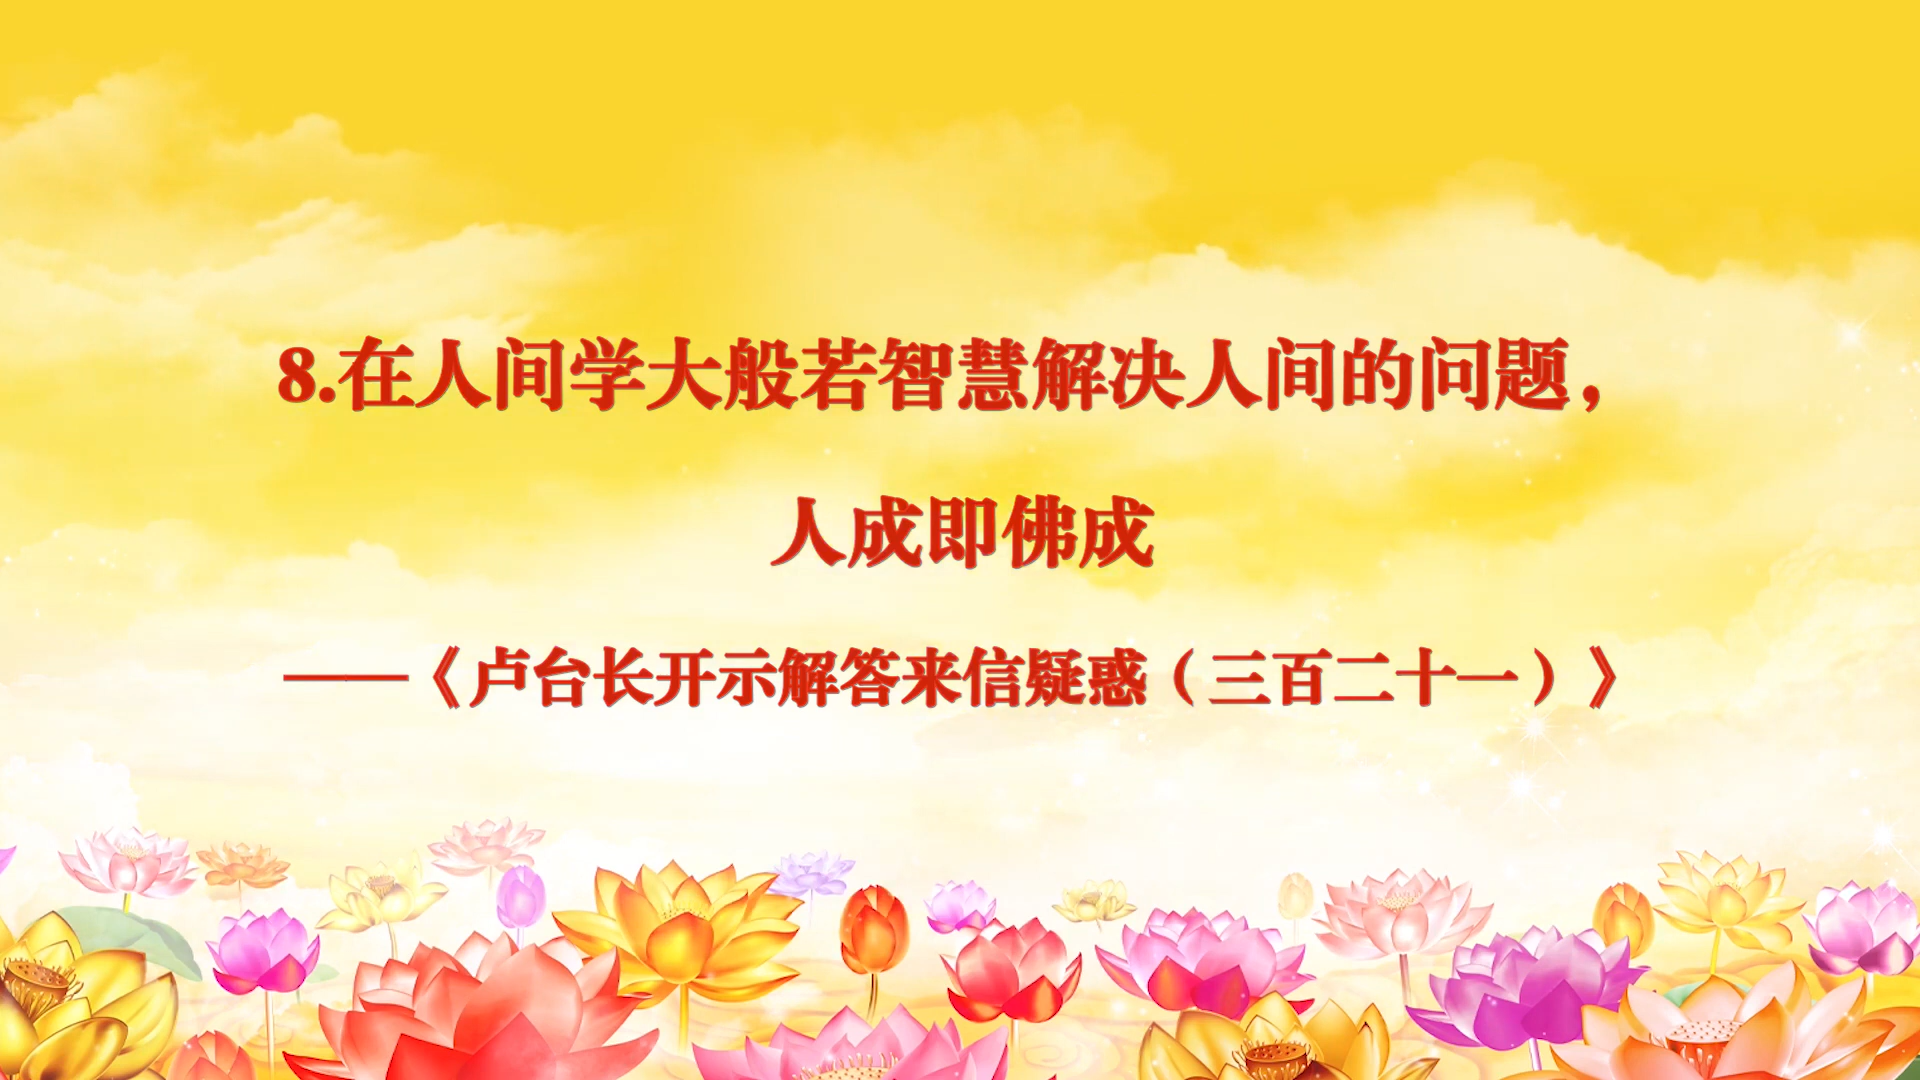 8.在人间学大般若智慧解决人间的问题，
人成即佛成
——《卢台长开示解答来信疑惑（三百二十一）》